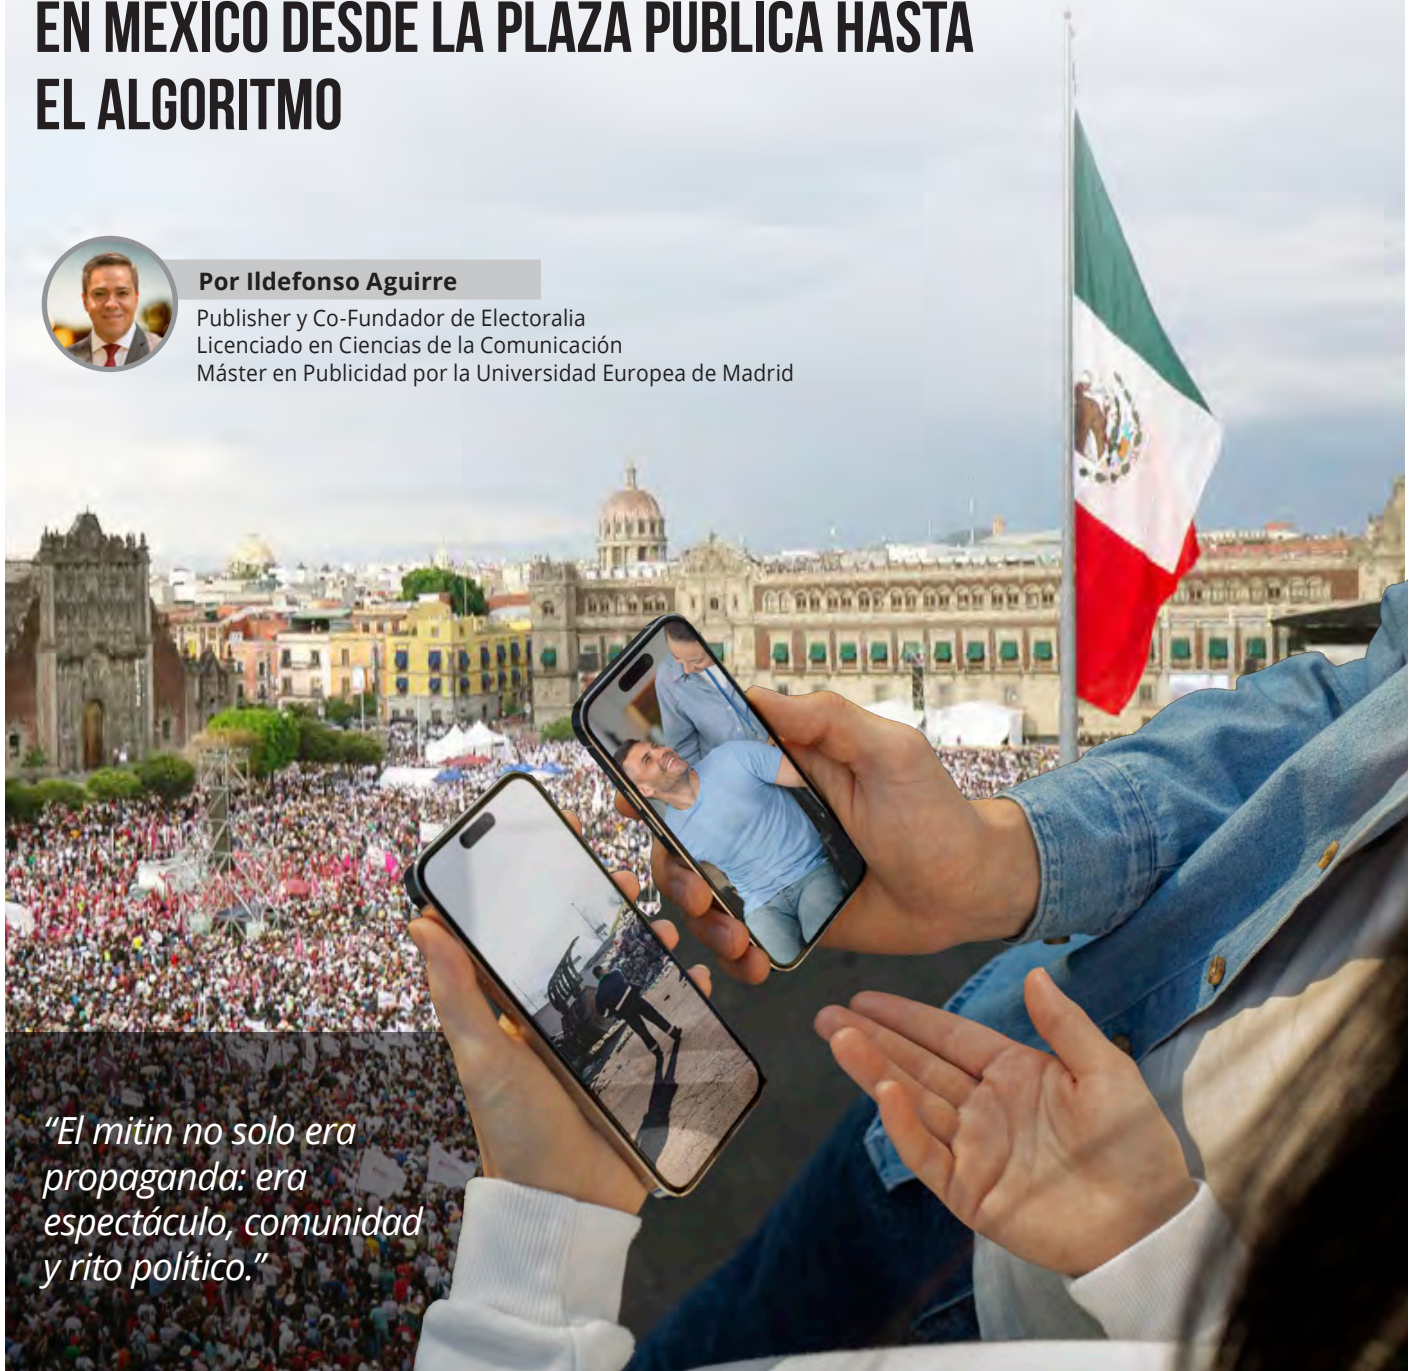 EN MÉXICO DESDE LA PLAZA PÚBLICA HASTA
EL ALGORITMO
Por Ildefonso Aguirre
Publisher y Co-Fundador de Electoralia
Licenciado en Ciencias de la Comunicación
Máster en Publicidad por la Universidad Europea de Madrid
“El mitin no solo era
propaganda: era
espectáculo, comunidad
y rito político.”